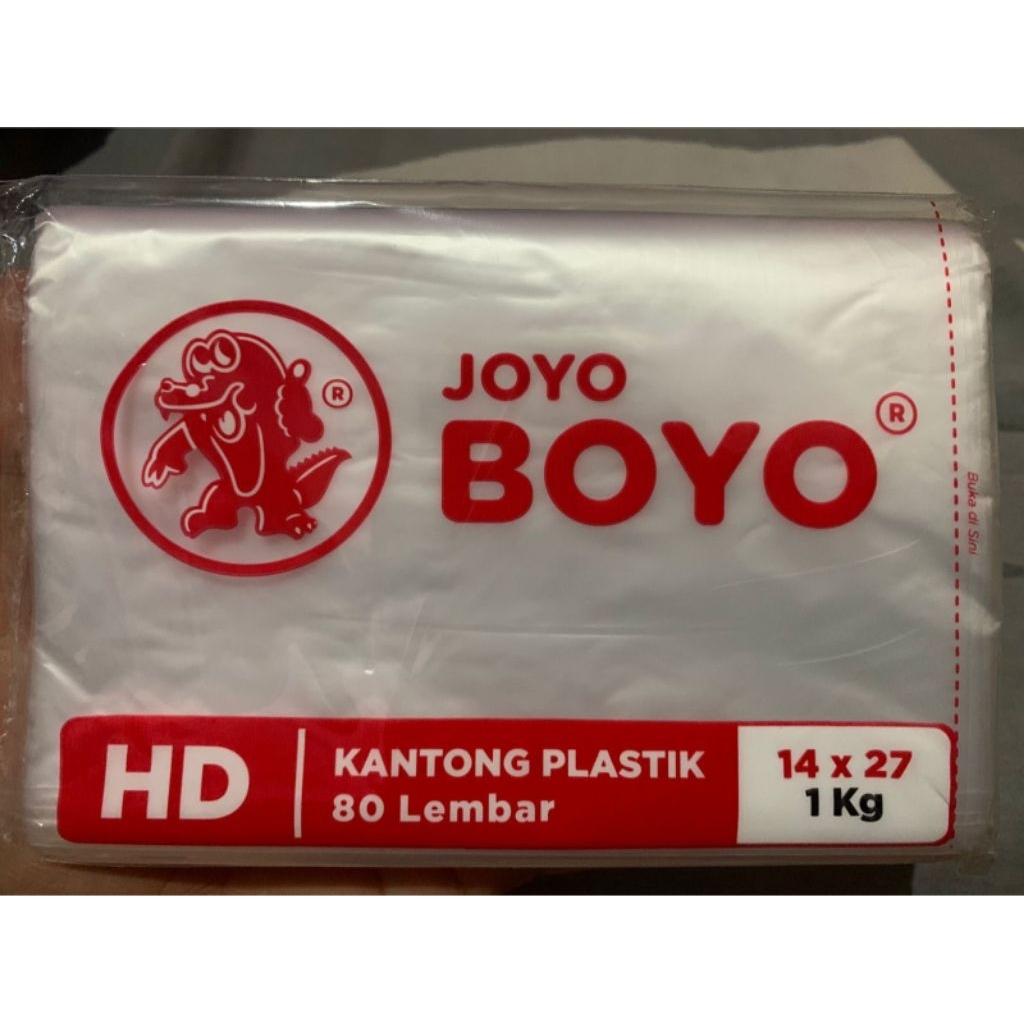 ®
JOYO
BOYO®
Buka di Sini
HD
KANTONG PLASTIK
80 Lembar
14 x 27
1 Kg